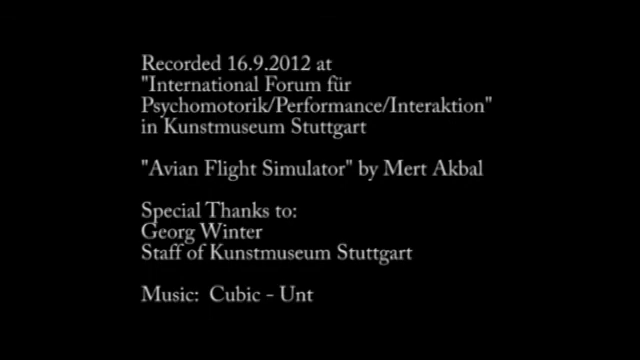 Recorded 16.9.2012 at
"International Forum für
Psychomotorik/Performance/Interaktion"
in Kunstmuseum Stuttgart
"Avian Flight Simulator" by Mert Akbal
Special Thanks to:
Georg Winter
Staff of Kunstmuseum Stuttgart
Music:  Cubic - Unt